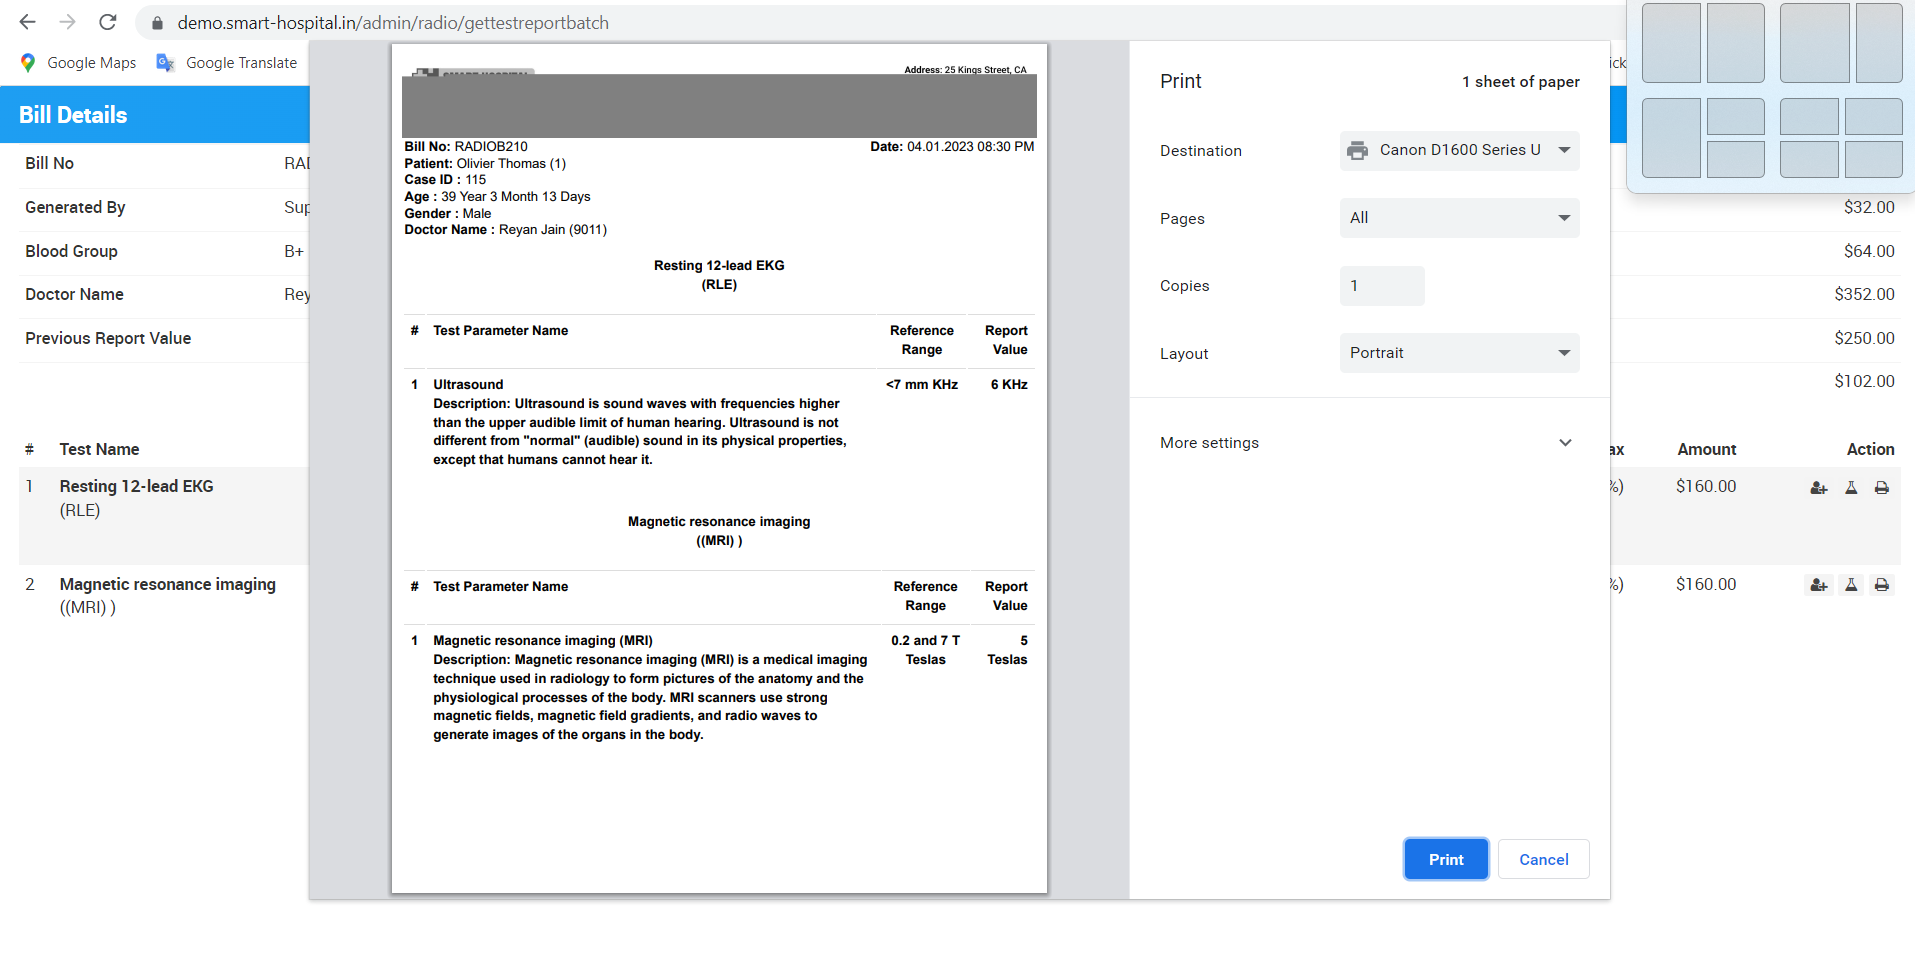 demo.smart-hospital.in/admin/radio/gettestreportbatch
Google Maps
Google Translate
Bill Details
Bill No
Generated By
Blood Group B+
Doctor Name
Previous Report Value
# Test Name
1 Resting 12-lead EKG
(RLE)
2 Magnetic resonance imaging
((MRI) )
Address: 25 Kings Street, CA
Bill No: RADIOB210 Date: 04.01.2023 08:30 PM
Patient: Olivier Thomas (1)
Case ID : 115
Age : 39 Year 3 Month 13 Days
Gender : Male
Doctor Name : Reyan Jain (9011)
Resting 12-lead EKG
(RLE)
# Test Parameter Name Reference Report
Range Value
1 Ultrasound <7 mm KHz 6 KHz
Description: Ultrasound is sound waves with frequencies higher
than the upper audible limit of human hearing. Ultrasound is not
different from "normal" (audible) sound in its physical properties,
except that humans cannot hear it.
Magnetic resonance imaging
((MRI) )
# Test Parameter Name Reference Report
Range Value
1 Magnetic resonance imaging (MRI) 0.2 and 7 T 5
Description: Magnetic resonance imaging (MRI) is a medical imaging Teslas Teslas
technique used in radiology to form pictures of the anatomy and the
physiological processes of the body. MRI scanners use strong
magnetic fields, magnetic field gradients, and radio waves to
generate images of the organs in the body.
Print 1 sheet of paper
Destination Canon D1600 Series U
Pages All
Copies 1
Layout Portrait
More settings
Print Cancel
$32.00
$64.00
$352.00
$250.00
$102.00
Amount Action
%) $160.00
%) $160.00